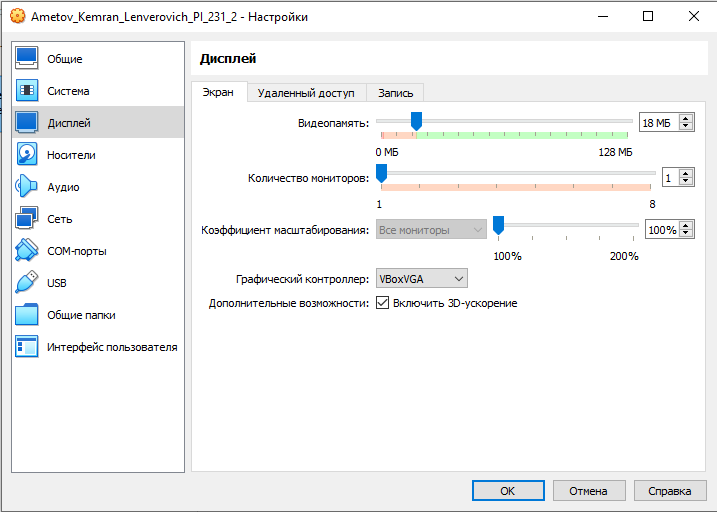 Ametov_Kemran_Lenverovich_PI_231_2 - Настройки
Общие
Система
Дисплей
Носители
Аудио
Сеть
COM-порты
USB
Общие папки
Интерфейс пользователя
Дисплей
Экран Удаленный доступ Запись
Видеопамять: 18 МБ
0 МБ 128 МБ
Количество мониторов: 1
1 8
Коэффициент масштабирования: Все мониторы 100%
100% 200%
Графический контроллер: VBoxVGA
Дополнительные возможности: Включить 3D-ускорение
OK Отмена Справка